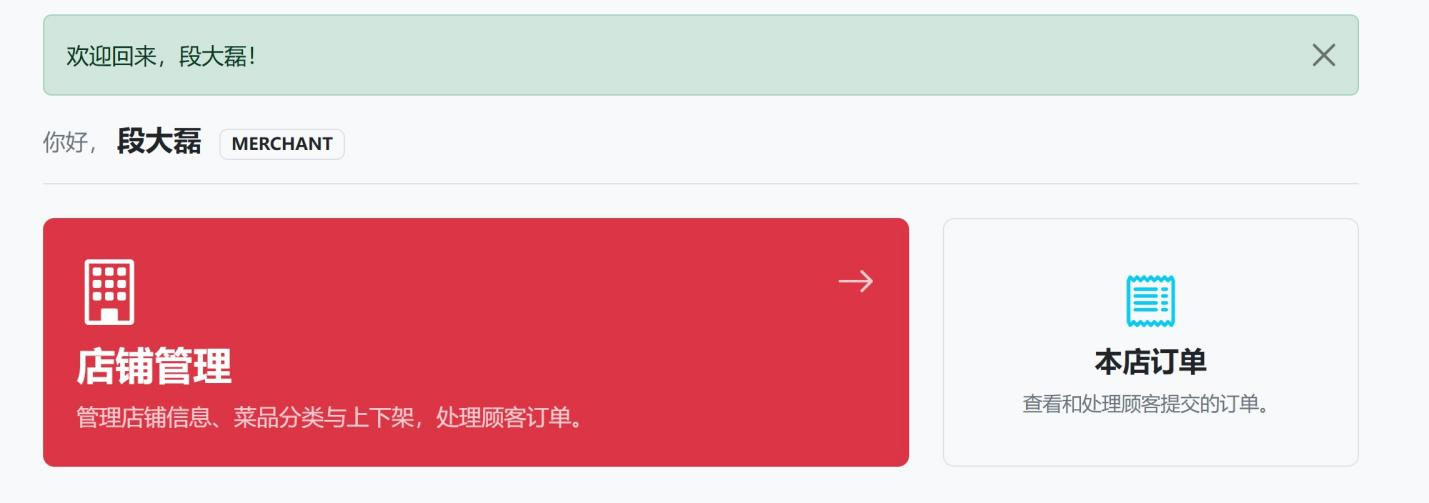 欢迎回来，段大磊！
你好， 段大磊 MERCHANT
店铺管理
管理店铺信息、菜品分类与上下架，处理顾客订单。
本店订单
查看和处理顾客提交的订单。